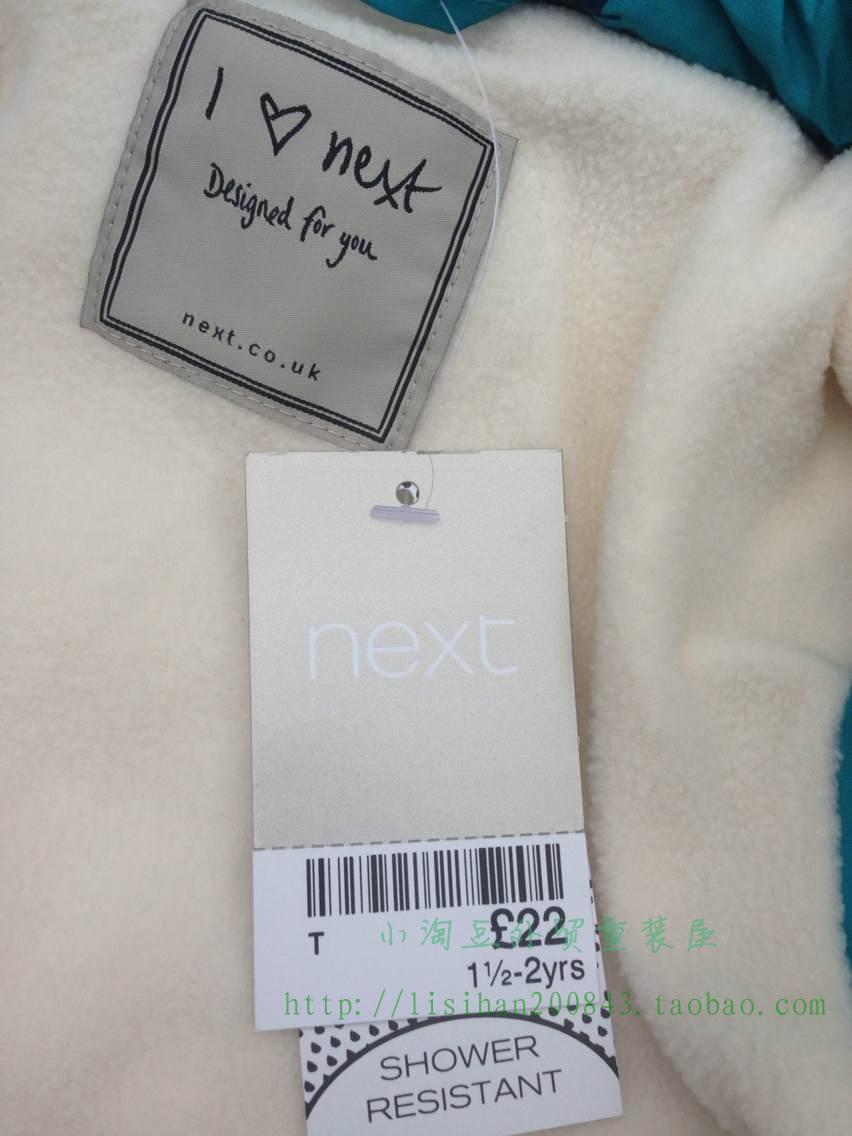 I ♡ next
Designed for you
next.co.uk
next
T
£22
1½-2yrs
小淘豆外贸童装屋
http://lisihan200843.taobao.com
SHOWER
RESISTANT